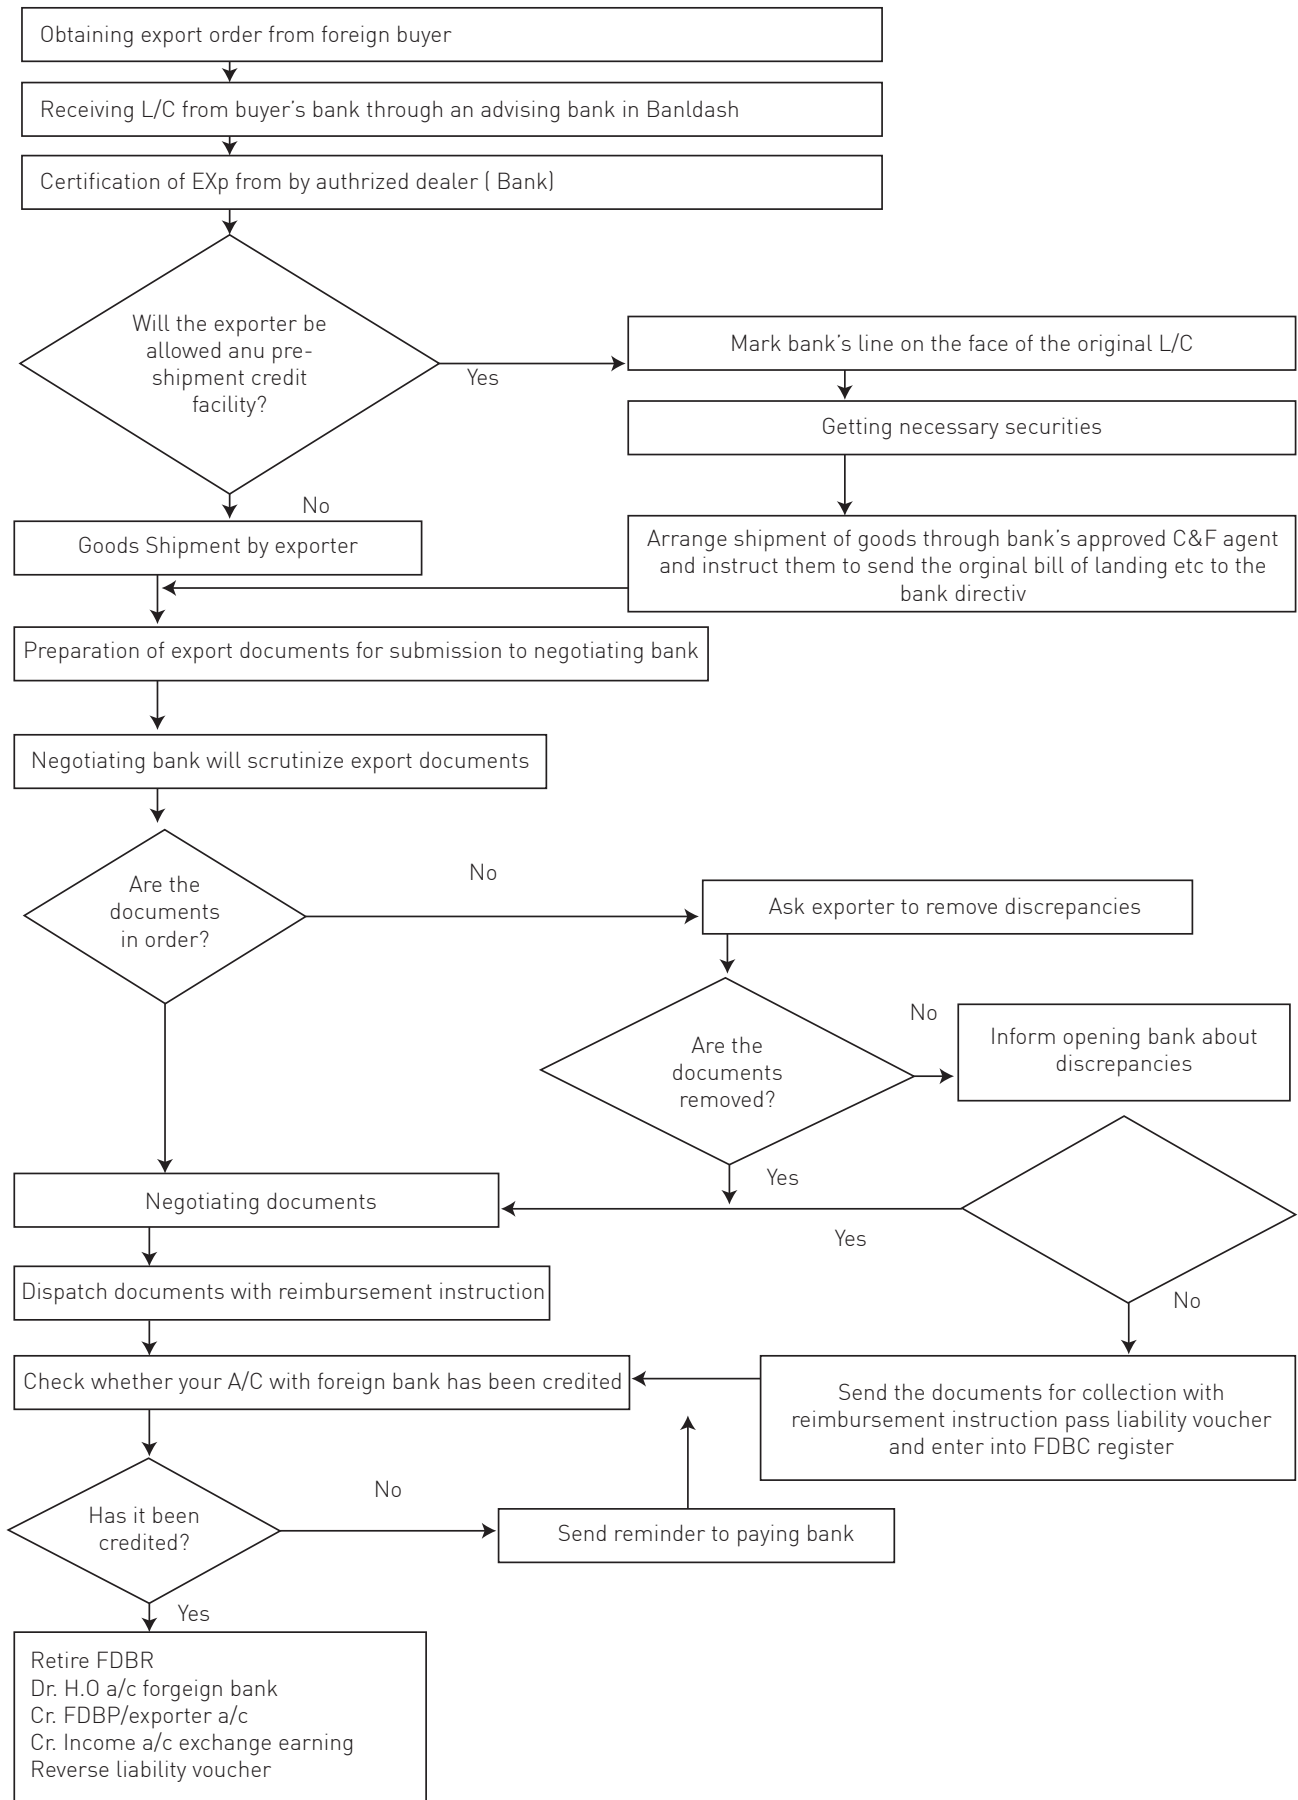 Obtaining export order from foreign buyer
Receiving L/C from buyer's bank through an advising bank in Banldash
Certification of EXp from by authrized dealer ( Bank)
Will the exporter be
allowed anu pre-
shipment credit
facility?
Yes
Mark bank's line on the face of the original L/C
Getting necessary securities
No
Goods Shipment by exporter
Arrange shipment of goods through bank's approved C&F agent
and instruct them to send the orginal bill of landing etc to the
bank directiv
Preparation of export documents for submission to negotiating bank
Negotiating bank will scrutinize export documents
Are the
documents
in order?
No
Ask exporter to remove discrepancies
Are the
documents
removed?
No
Inform opening bank about
discrepancies
Yes
Negotiating documents
Yes
No
Dispatch documents with reimbursement instruction
Check whether your A/C with foreign bank has been credited
Send the documents for collection with
reimbursement instruction pass liability voucher
and enter into FDBC register
Has it been
credited?
No
Send reminder to paying bank
Yes
Retire FDBR
Dr. H.O a/c forgeign bank
Cr. FDBP/exporter a/c
Cr. Income a/c exchange earning
Reverse liability voucher